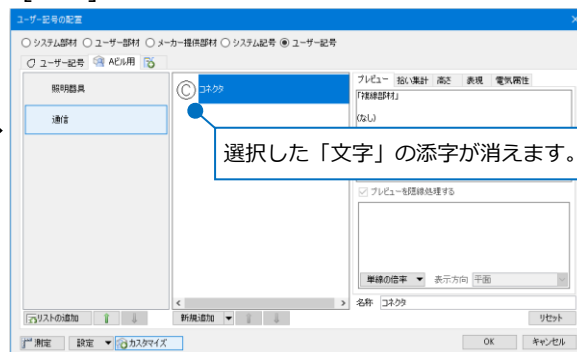 ユーザー記号の配置
システム部材 ユーザー部材 メーカー提供部材 システム記号 ユーザー記号
ユーザー記号 Aビル用
照明器具
通信
C コネクタ
プレビュー 拾い集計 高さ 表現 電気属性
「複線部材」
(なし)
選択した「文字」の添字が消えます。
プレビューを隠線処理する
単線の倍率 表示方向 平面
名称 コネクタ
リストの追加 新規追加 リセット
測定 設定 カスタマイズ OK キャンセル